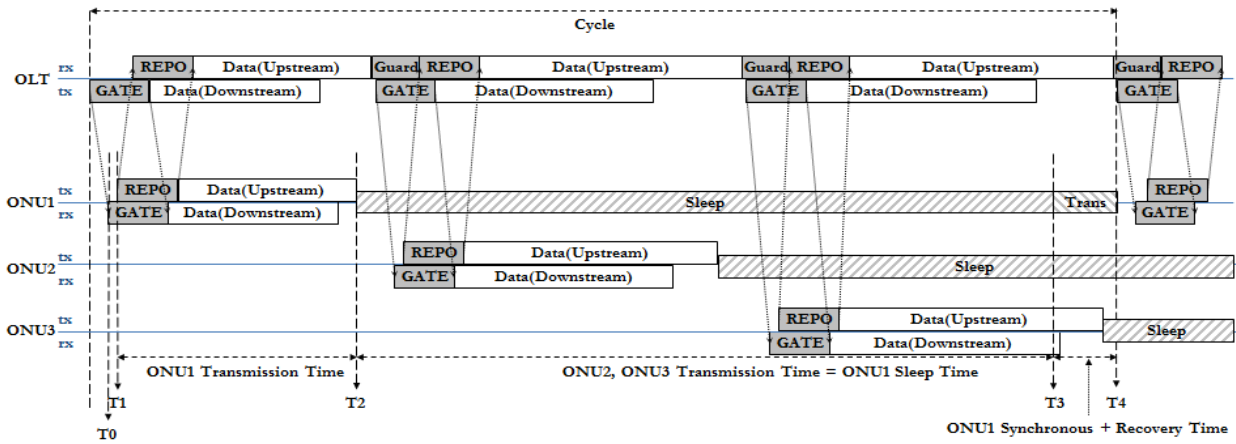 Cycle
rx REPO Data(Upstream) Guard REPO Data(Upstream) Guard REPO Data(Upstream) Guard REPO
OLT
tx GATE Data(Downstream) GATE Data(Downstream) GATE Data(Downstream) GATE
tx REPO Data(Upstream) REPO
ONU1 Sleep Trans
rx GATE Data(Downstream) GATE
tx REPO Data(Upstream)
ONU2 Sleep
rx GATE Data(Downstream)
tx REPO Data(Upstream)
ONU3 Sleep
rx GATE Data(Downstream)
ONU1 Transmission Time ONU2, ONU3 Transmission Time = ONU1 Sleep Time
T1 T2 T3 T4
T0 ONU1 Synchronous + Recovery Time